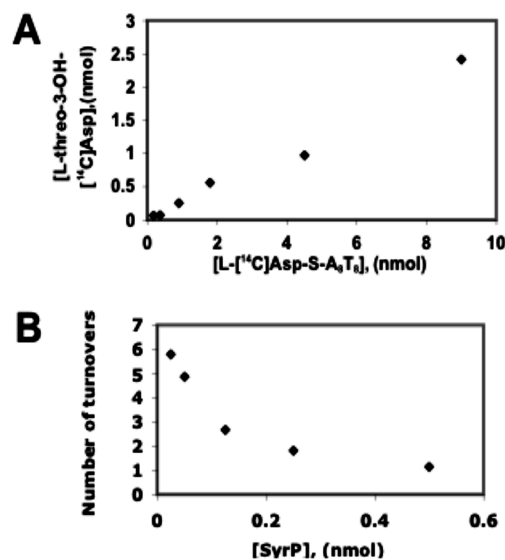 A
[L-threo-3-OH-
[¹⁴C]Asp],(nmol)
3
2.5
2
1.5
1
0.5
0
0 2 4 6 8 10
[L-[¹⁴C]Asp-S-A₈T₈], (nmol)
B
Number of turnovers
7
6
5
4
3
2
1
0
0 0.2 0.4 0.6
[SyrP], (nmol)